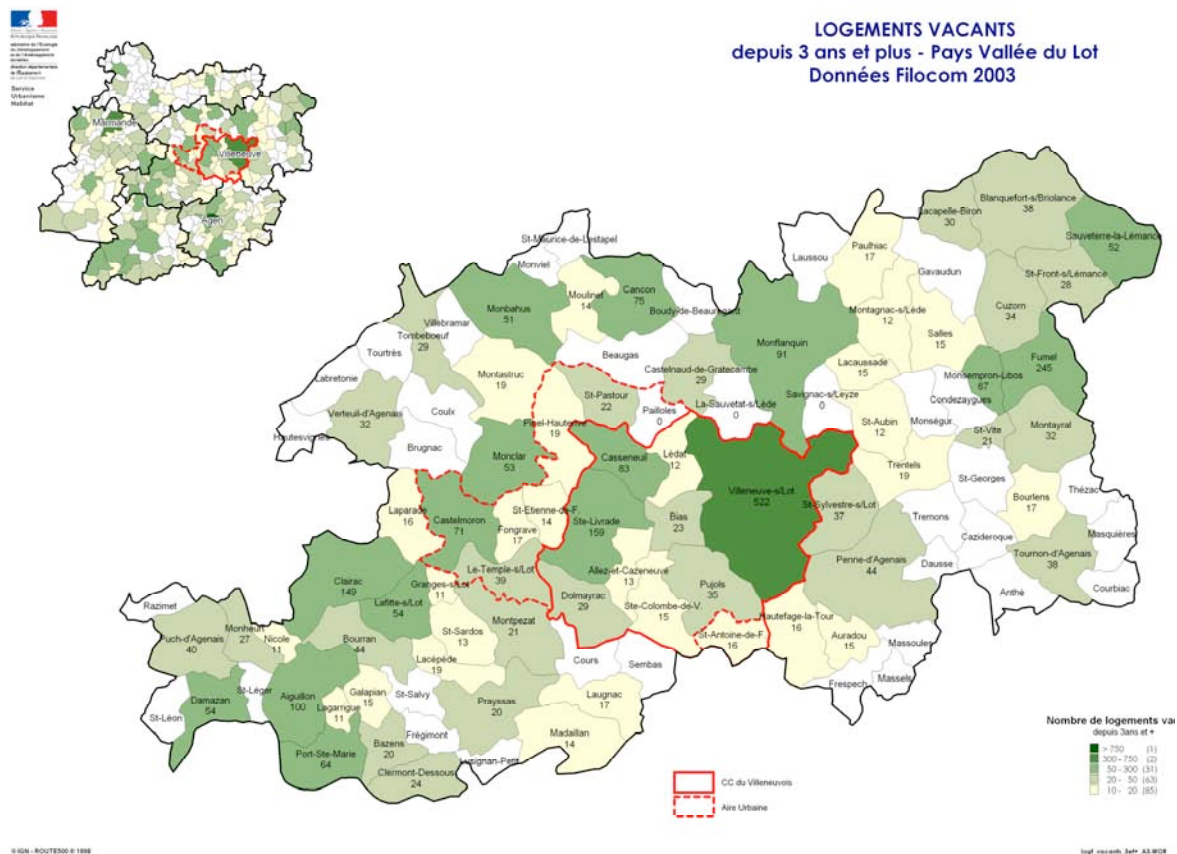 LOGEMENTS VACANTS
depuis 3 ans et plus - Pays Vallée du Lot
Données Filocom 2003
Service
Urbanisme
Habitat
Marmande
Villeneuve
Agen
Blanquefort-s/Briolance
38
Lacapelle-Biron
30
Sauveterre-la-Lémance
52
St-Front-s/Lémance
28
Cuzorn
34
St-Maurice-de-Lestapel
Monviel
Laussou
Paulhiac
17
Gavaudun
Montagnac-s/Lède
12
Salles
15
Cancon
75
Moulinet
14
Monbahus
51
Boudy-de-Beauregard
Villebramar
Tombeboeuf
29
Tourtrès
Labretonie
Monflanquin
91
Beaugas
Castelnaud-de-Gratecambe
29
Lacaussade
15
Fumel
245
Monsempron-Libos
67
Condezaygues
Montastruc
19
St-Pastour
22
Pailloles
0
La-Sauvetat-s/Lède
0
Savignac-s/Leyze
0
Monségur
Verteuil-d'Agenais
32
Coulx
Hautesvignes
Brugnac
Pinel-Hauterive
19
St-Aubin
12
St-Vite
21
Montayral
32
Monclar
53
Casseneuil
83
Lédat
12
Trentels
19
St-Georges
Thézac
Villeneuve-s/Lot
522
St-Sylvestre-s/Lot
37
Bourlens
17
Tremons
Masquières
Laparade
16
Castelmoron
71
St-Etienne-de-F.
14
Fongrave
17
Ste-Livrade
159
Bias
23
Cazideroque
Tournon-d'Agenais
38
Penne-d'Agenais
44
Dausse
Anthé
Courbiac
Le-Temple-s/Lot
39
Allez-et-Cazeneuve
13
Pujols
35
Clairac
149
Granges-s/Lot
11
Lafitte-s/Lot
54
Dolmayrac
29
Ste-Colombe-de-V.
15
Hautefage-la-Tour
16
Razimet
Puch-d'Agenais
40
Monheurt
27
Nicole
11
Bourran
44
St-Sardos
13
Montpezat
21
St-Antoine-de-F.
16
Auradou
15
Massoules
Massels
Frespech
Lacépède
19
Cours
Sembas
St-Léger
Damazan
54
St-Léon
Aiguillon
100
Lagarrigue
11
Galapian
15
St-Salvy
Frégimont
Prayssas
20
Laugnac
17
Madaillan
14
Port-Ste-Marie
64
Bazens
20
Lusignan-Petit
Clermont-Dessous
24
CC du Villeneuvois
Aire Urbaine
Nombre de logements vac
depuis 3ans et +
> 750 (1)
300 - 750 (2)
50 - 300 (31)
20 - 50 (63)
10 - 20 (85)